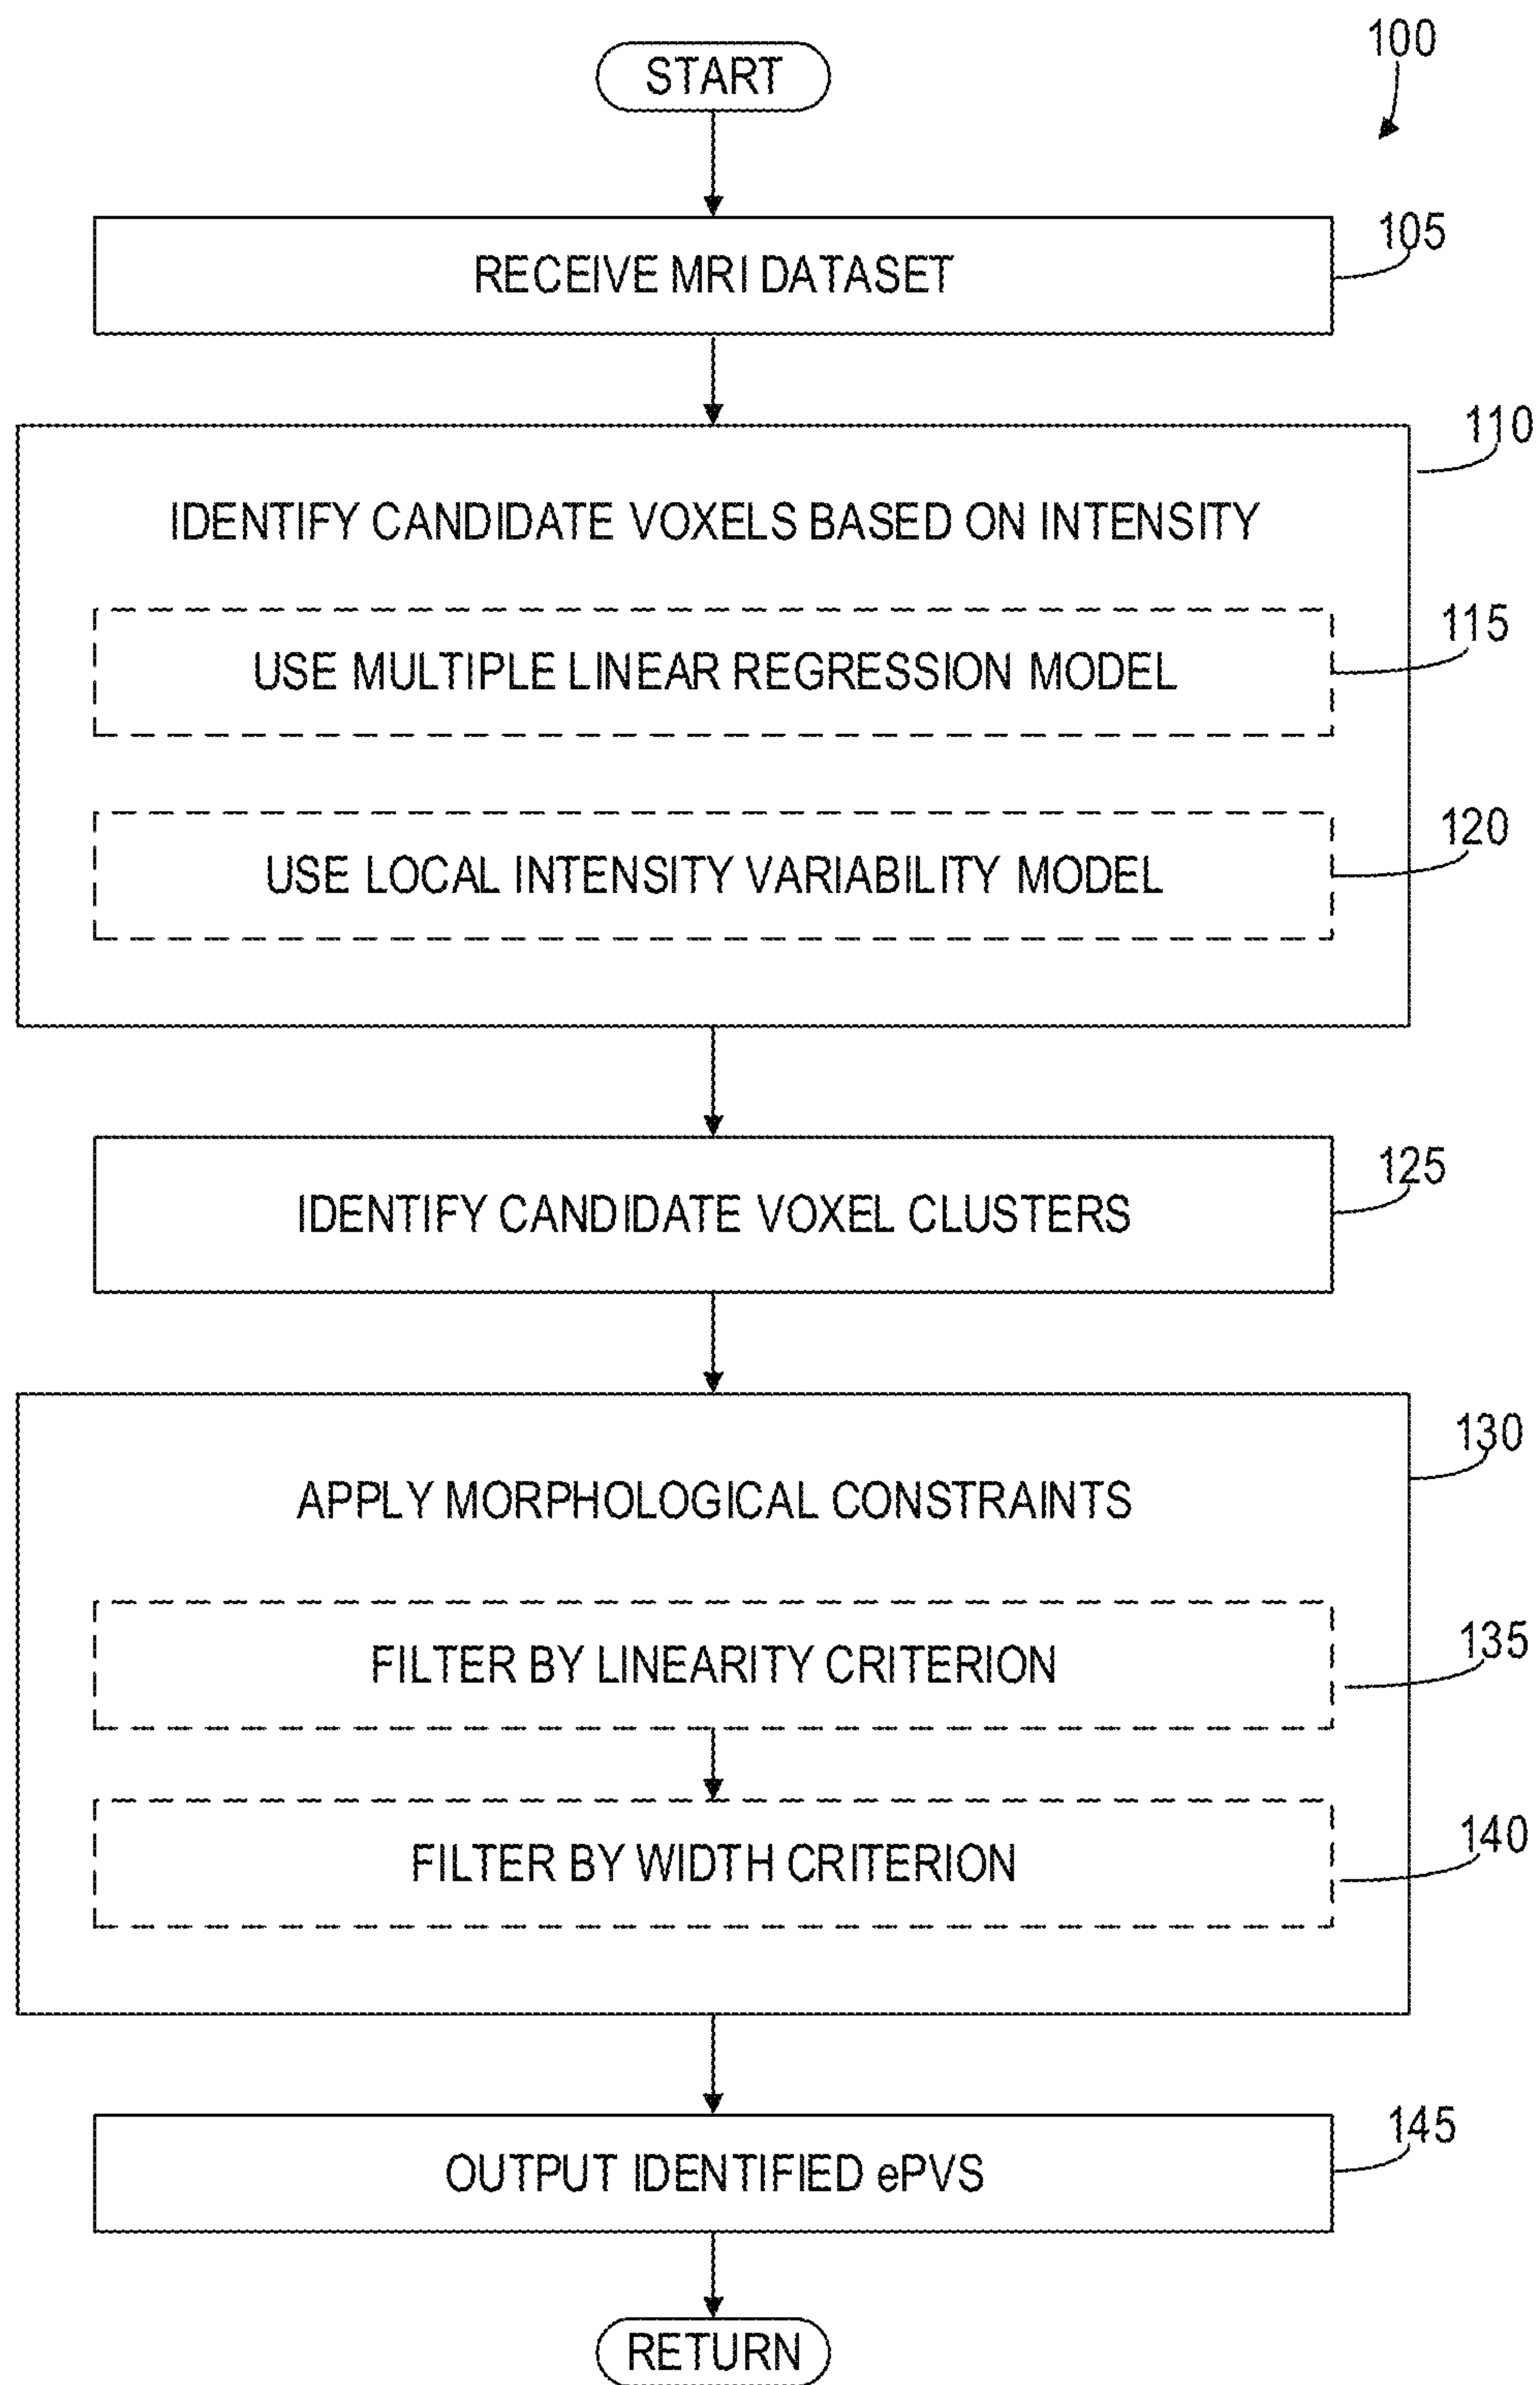 100
START
RECEIVE MRI DATASET
105
110
IDENTIFY CANDIDATE VOXELS BASED ON INTENSITY
USE MULTIPLE LINEAR REGRESSION MODEL
115
USE LOCAL INTENSITY VARIABILITY MODEL
120
IDENTIFY CANDIDATE VOXEL CLUSTERS
125
130
APPLY MORPHOLOGICAL CONSTRAINTS
FILTER BY LINEARITY CRITERION
135
FILTER BY WIDTH CRITERION
140
OUTPUT IDENTIFIED ePVS
145
RETURN